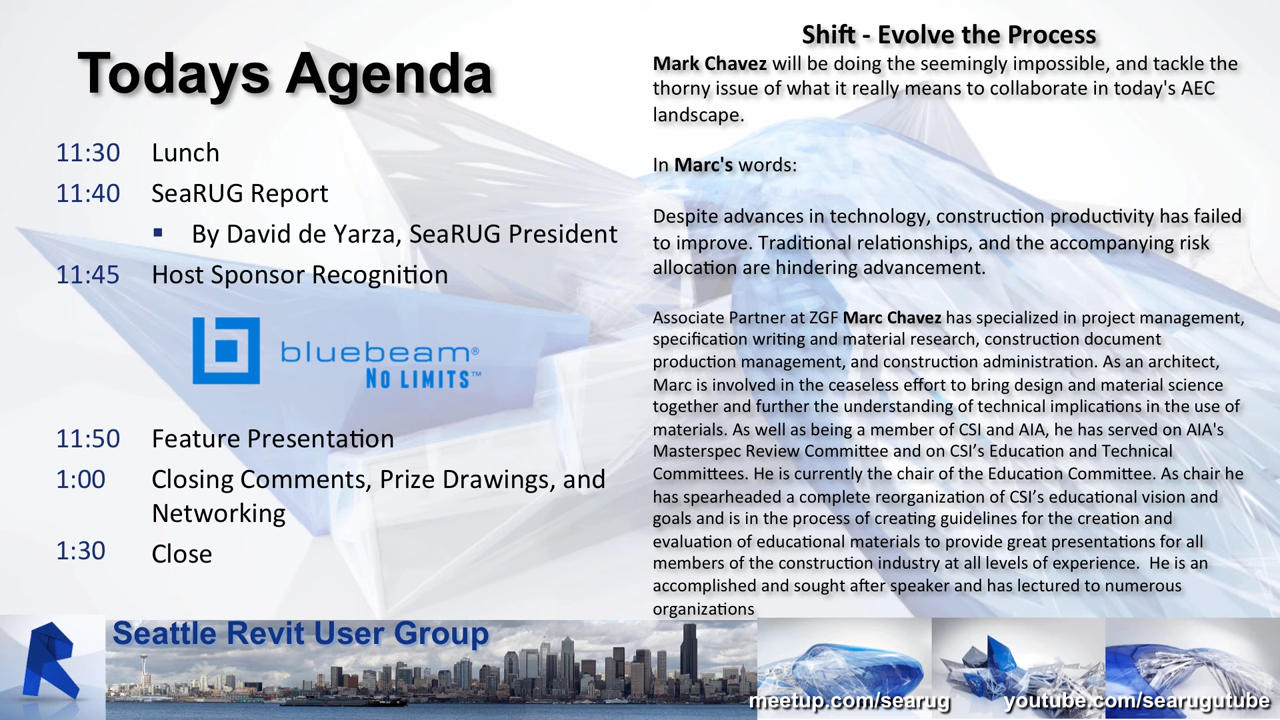 Todays Agenda
11:30 Lunch
11:40 SeaRUG Report
▪ By David de Yarza, SeaRUG President
11:45 Host Sponsor Recognition
bluebeam®
NO LIMITS™
11:50 Feature Presentation
1:00 Closing Comments, Prize Drawings, and
Networking
1:30 Close
Shift - Evolve the Process
Mark Chavez will be doing the seemingly impossible, and tackle the
thorny issue of what it really means to collaborate in today's AEC
landscape.
In Marc's words:
Despite advances in technology, construction productivity has failed
to improve. Traditional relationships, and the accompanying risk
allocation are hindering advancement.
Associate Partner at ZGF Marc Chavez has specialized in project management,
specification writing and material research, construction document
production management, and construction administration. As an architect,
Marc is involved in the ceaseless effort to bring design and material science
together and further the understanding of technical implications in the use of
materials. As well as being a member of CSI and AIA, he has served on AIA's
Masterspec Review Committee and on CSI’s Education and Technical
Committees. He is currently the chair of the Education Committee. As chair he
has spearheaded a complete reorganization of CSI’s educational vision and
goals and is in the process of creating guidelines for the creation and
evaluation of educational materials to provide great presentations for all
members of the construction industry at all levels of experience.  He is an
accomplished and sought after speaker and has lectured to numerous
organizations
Seattle Revit User Group
meetup.com/searug
youtube.com/searugutube